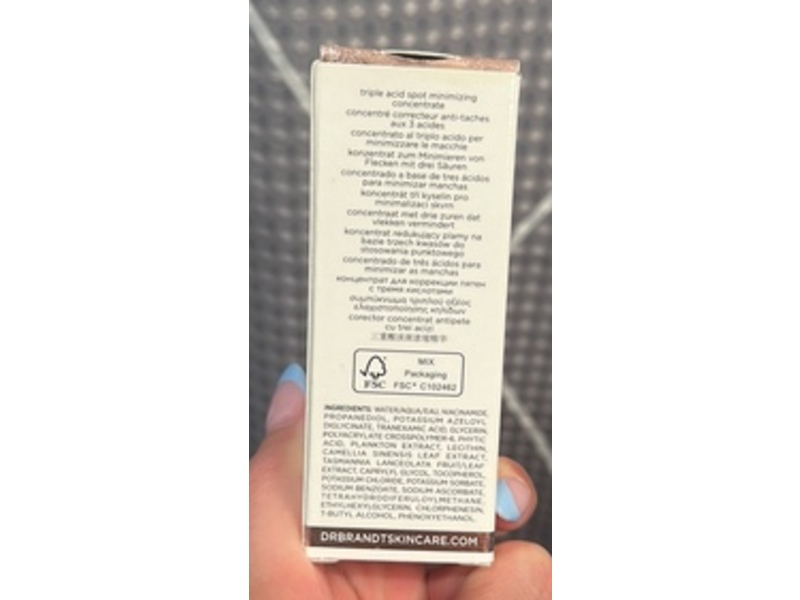 triple acid spot minimizing
concentrate
concentré correcteur anti-taches
aux 3 acides
concentrato al triplo acido per
minimizzare le macchie
konzentrat zum Minimieren von
Flecken mit drei Säuren
concentrado a base de tres ácidos
para minimizar manchas
koncentrát tří kyselin pro
minimalizaci skvrn
concentraat met drie zuren dat
vlekken vermindert
koncentrat redukujący plamy na
bazie trzech kwasów do
stosowania punktowego
concentrado de três ácidos para
minimizar as manchas
концентрат для коррекции пятен
с тремя кислотами
συμπύκνωμα τριπλού οξέος
ελαχιστοποίησης κηλίδων
corector concentrat antipete
cu trei acizi
FSC
MIX
Packaging
FSC® C102462
INGREDIENTS: WATER/AQUA/EAU, NIACINAMIDE,
PROPANEDIOL, POTASSIUM AZELOYL
DIGLYCINATE, TRANEXAMIC ACID, GLYCERIN,
POLYACRYLATE CROSSPOLYMER-6, PHYTIC
ACID, PLANKTON EXTRACT, LECITHIN,
CAMELLIA SINENSIS LEAF EXTRACT,
TASMANNIA LANCEOLATA FRUIT/LEAF
EXTRACT, CAPRYLYL GLYCOL, TOCOPHEROL,
POTASSIUM CHLORIDE, POTASSIUM SORBATE,
SODIUM BENZOATE, SODIUM ASCORBATE,
TETRAHYDRODIFERULOYLMETHANE,
ETHYLHEXYLGLYCERIN, CHLORPHENESIN,
T-BUTYL ALCOHOL, PHENOXYETHANOL.
DRBRANDTSKINCARE.COM